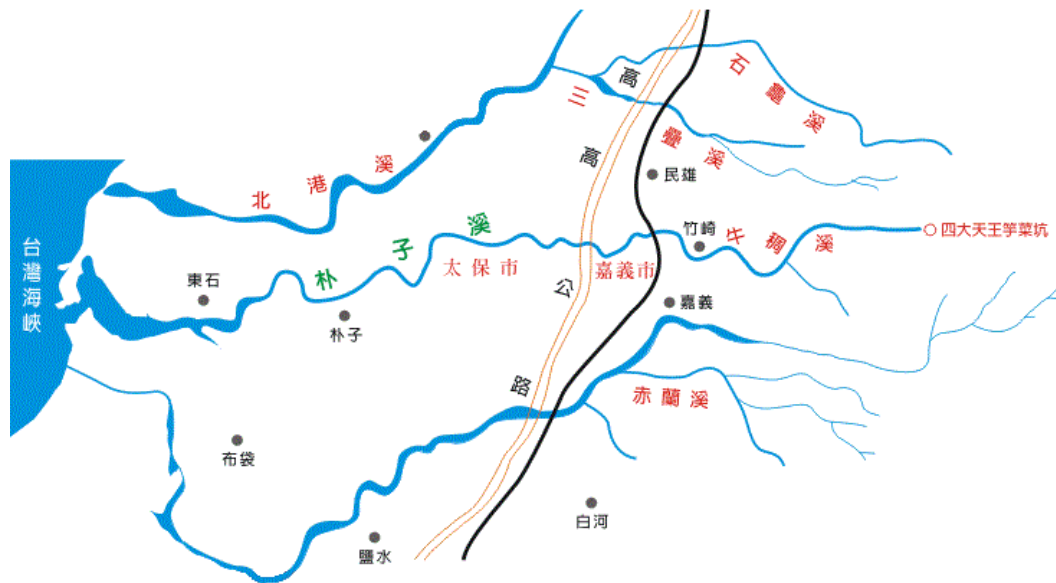 石龜溪
三疊溪
高高公路
北港溪
民雄
朴子溪
竹崎
牛稠溪
四大天王笋菜坑
台灣海峽
東石
太保市
嘉義市
朴子
嘉義
赤蘭溪
布袋
白河
鹽水